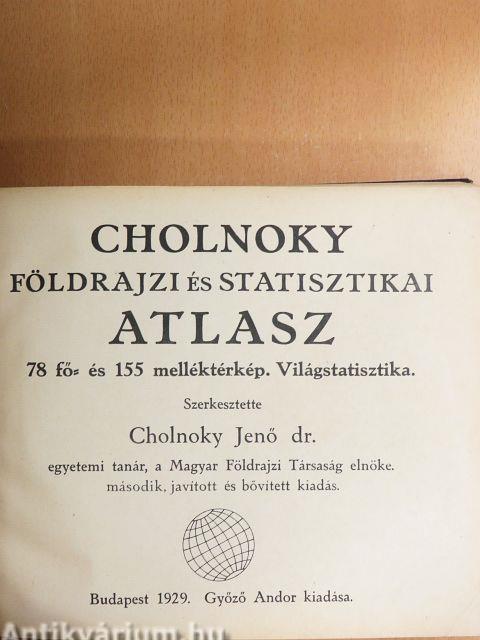 CHOLNOKY
FÖLDRAJZI ÉS STATISZTIKAI
ATLASZ
78 fő- és 155 melléktérkép. Világstatisztika.
Szerkesztette
Cholnoky Jenő dr.
egyetemi tanár, a Magyar Földrajzi Társaság elnöke.
második, javított és bővített kiadás.
Budapest 1929. Győző Andor kiadása.
Antikvárium.hu